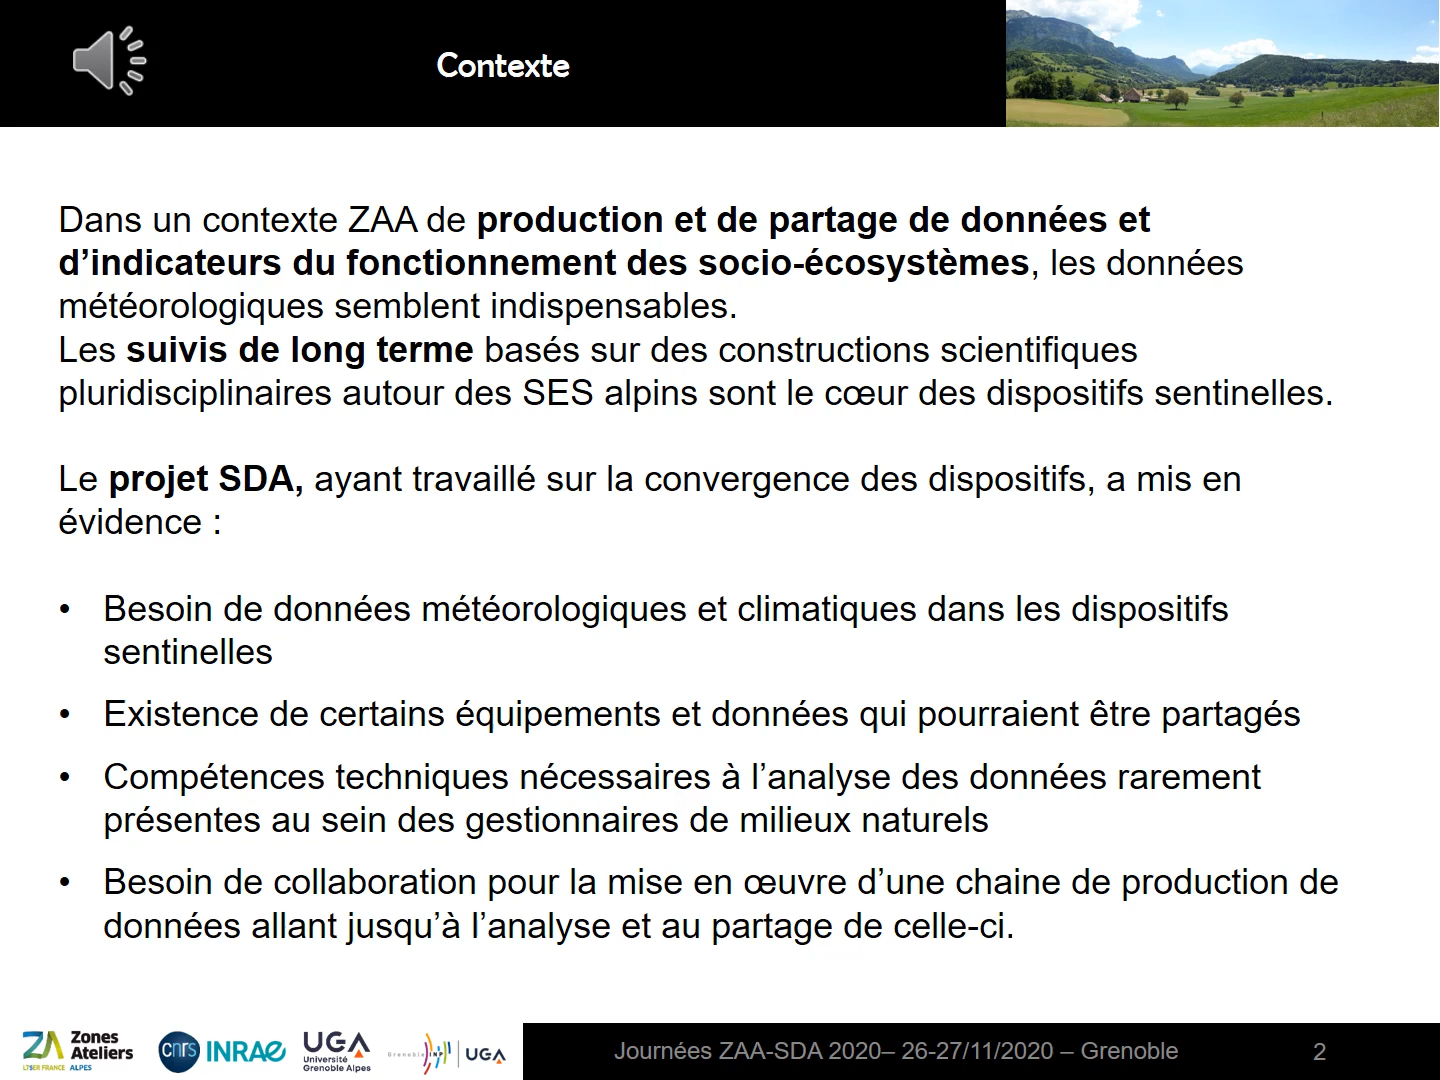 Contexte
Dans un contexte ZAA de production et de partage de données et
d’indicateurs du fonctionnement des socio-écosystèmes, les données
météorologiques semblent indispensables.
Les suivis de long terme basés sur des constructions scientifiques
pluridisciplinaires autour des SES alpins sont le cœur des dispositifs sentinelles.
Le projet SDA, ayant travaillé sur la convergence des dispositifs, a mis en
évidence :
• Besoin de données météorologiques et climatiques dans les dispositifs
sentinelles
• Existence de certains équipements et données qui pourraient être partagés
• Compétences techniques nécessaires à l’analyse des données rarement
présentes au sein des gestionnaires de milieux naturels
• Besoin de collaboration pour la mise en œuvre d’une chaine de production de
données allant jusqu’à l’analyse et au partage de celle-ci.
ZA Zones
Ateliers
LTSER FRANCE ALPES
cnrs
INRAE
UGA
Université
Grenoble Alpes
Grenoble INP
UGA
Journées ZAA-SDA 2020– 26-27/11/2020 – Grenoble
2